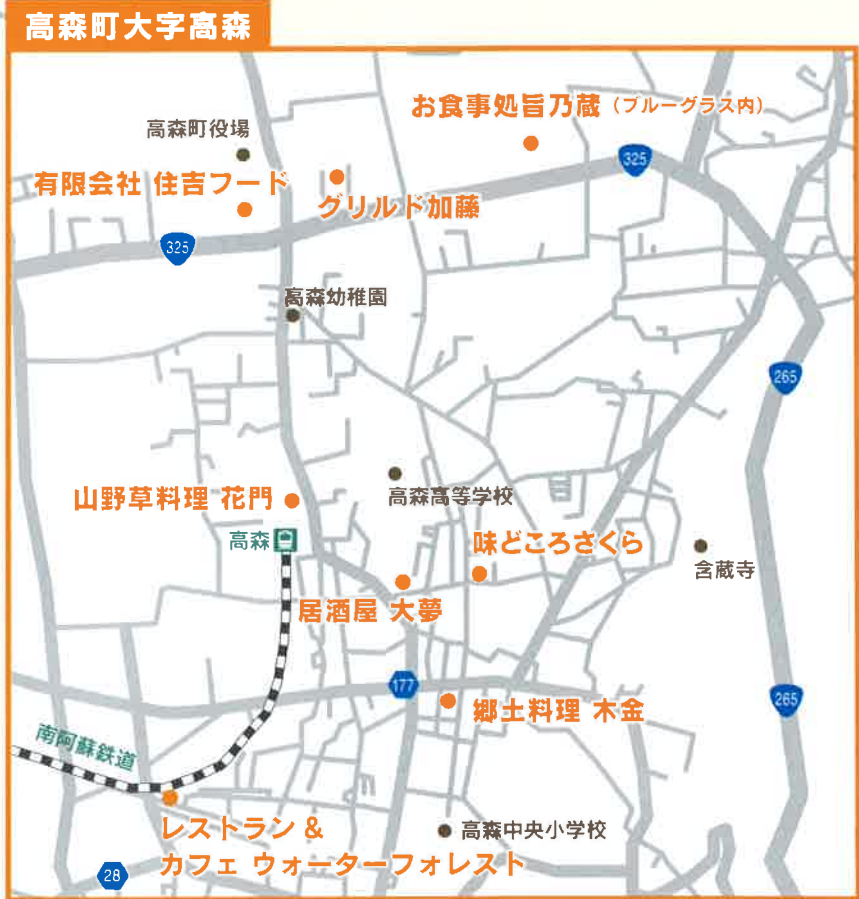 高森町大字高森
お食事処旨乃蔵（ブルーグラス内）
高森町役場
325
有限会社 住吉フード
グリルド加藤
325
高森幼稚園
265
高森高等学校
山野草料理 花門
高森
味どころさくら
含蔵寺
居酒屋 大夢
177
265
郷土料理 木金
南阿蘇鉄道
レストラン &
カフェ ウォーターフォレスト
高森中央小学校
28